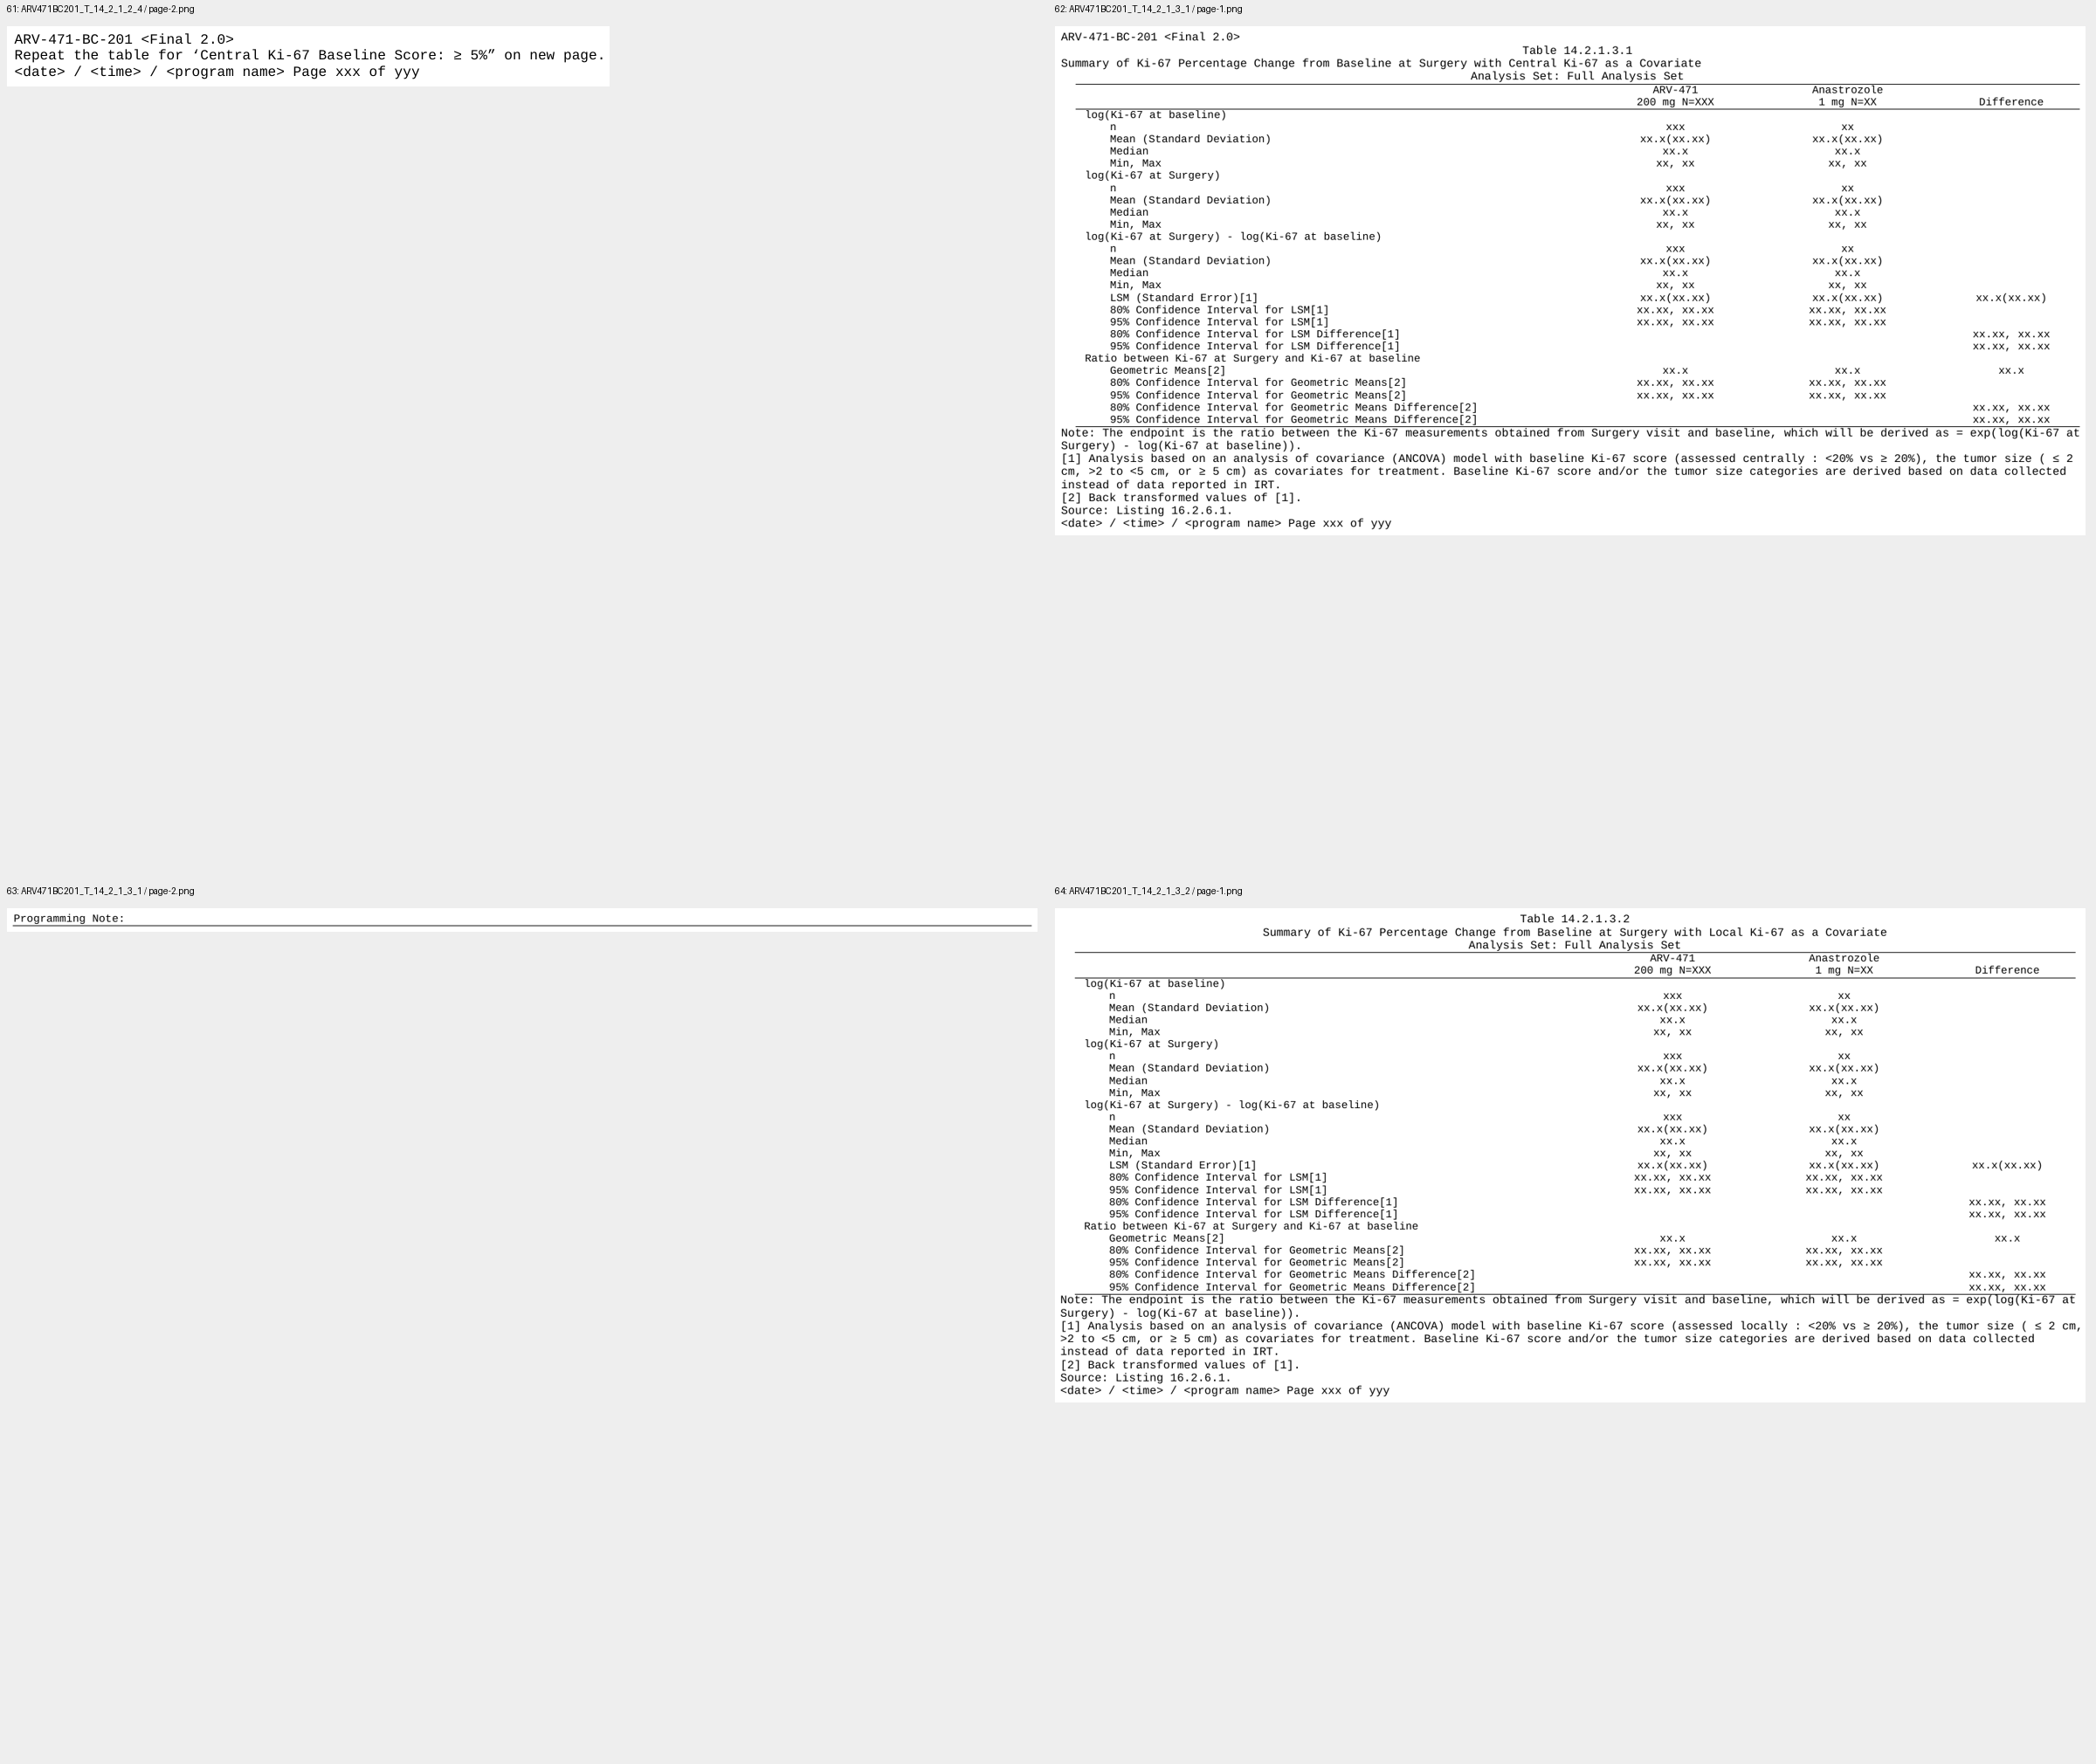 61: ARV471BC201_T_14_2_1_2_4 / page-2.png
ARV-471-BC-201 <Final 2.0>
Repeat the table for ‘Central Ki-67 Baseline Score: ≥ 5%” on new page.
<date> / <time> / <program name> Page xxx of yyy
62: ARV471BC201_T_14_2_1_3_1 / page-1.png
ARV-471-BC-201 <Final 2.0>
Table 14.2.1.3.1
Summary of Ki-67 Percentage Change from Baseline at Surgery with Central Ki-67 as a Covariate
Analysis Set: Full Analysis Set
ARV-471 Anastrozole
200 mg N=XXX 1 mg N=XX Difference
log(Ki-67 at baseline)
n xxx xx
Mean (Standard Deviation) xx.x(xx.xx) xx.x(xx.xx)
Median xx.x xx.x
Min, Max xx, xx xx, xx
log(Ki-67 at Surgery)
n xxx xx
Mean (Standard Deviation) xx.x(xx.xx) xx.x(xx.xx)
Median xx.x xx.x
Min, Max xx, xx xx, xx
log(Ki-67 at Surgery) - log(Ki-67 at baseline)
n xxx xx
Mean (Standard Deviation) xx.x(xx.xx) xx.x(xx.xx)
Median xx.x xx.x
Min, Max xx, xx xx, xx
LSM (Standard Error)[1] xx.x(xx.xx) xx.x(xx.xx) xx.x(xx.xx)
80% Confidence Interval for LSM[1] xx.xx, xx.xx xx.xx, xx.xx
95% Confidence Interval for LSM[1] xx.xx, xx.xx xx.xx, xx.xx
80% Confidence Interval for LSM Difference[1] xx.xx, xx.xx
95% Confidence Interval for LSM Difference[1] xx.xx, xx.xx
Ratio between Ki-67 at Surgery and Ki-67 at baseline
Geometric Means[2] xx.x xx.x xx.x
80% Confidence Interval for Geometric Means[2] xx.xx, xx.xx xx.xx, xx.xx
95% Confidence Interval for Geometric Means[2] xx.xx, xx.xx xx.xx, xx.xx
80% Confidence Interval for Geometric Means Difference[2] xx.xx, xx.xx
95% Confidence Interval for Geometric Means Difference[2] xx.xx, xx.xx
Note: The endpoint is the ratio between the Ki-67 measurements obtained from Surgery visit and baseline, which will be derived as = exp(log(Ki-67 at
Surgery) - log(Ki-67 at baseline)).
[1] Analysis based on an analysis of covariance (ANCOVA) model with baseline Ki-67 score (assessed centrally : <20% vs ≥ 20%), the tumor size ( ≤ 2
cm, >2 to <5 cm, or ≥ 5 cm) as covariates for treatment. Baseline Ki-67 score and/or the tumor size categories are derived based on data collected
instead of data reported in IRT.
[2] Back transformed values of [1].
Source: Listing 16.2.6.1.
<date> / <time> / <program name> Page xxx of yyy
63: ARV471BC201_T_14_2_1_3_1 / page-2.png
Programming Note:
64: ARV471BC201_T_14_2_1_3_2 / page-1.png
Table 14.2.1.3.2
Summary of Ki-67 Percentage Change from Baseline at Surgery with Local Ki-67 as a Covariate
Analysis Set: Full Analysis Set
ARV-471 Anastrozole
200 mg N=XXX 1 mg N=XX Difference
log(Ki-67 at baseline)
n xxx xx
Mean (Standard Deviation) xx.x(xx.xx) xx.x(xx.xx)
Median xx.x xx.x
Min, Max xx, xx xx, xx
log(Ki-67 at Surgery)
n xxx xx
Mean (Standard Deviation) xx.x(xx.xx) xx.x(xx.xx)
Median xx.x xx.x
Min, Max xx, xx xx, xx
log(Ki-67 at Surgery) - log(Ki-67 at baseline)
n xxx xx
Mean (Standard Deviation) xx.x(xx.xx) xx.x(xx.xx)
Median xx.x xx.x
Min, Max xx, xx xx, xx
LSM (Standard Error)[1] xx.x(xx.xx) xx.x(xx.xx) xx.x(xx.xx)
80% Confidence Interval for LSM[1] xx.xx, xx.xx xx.xx, xx.xx
95% Confidence Interval for LSM[1] xx.xx, xx.xx xx.xx, xx.xx
80% Confidence Interval for LSM Difference[1] xx.xx, xx.xx
95% Confidence Interval for LSM Difference[1] xx.xx, xx.xx
Ratio between Ki-67 at Surgery and Ki-67 at baseline
Geometric Means[2] xx.x xx.x xx.x
80% Confidence Interval for Geometric Means[2] xx.xx, xx.xx xx.xx, xx.xx
95% Confidence Interval for Geometric Means[2] xx.xx, xx.xx xx.xx, xx.xx
80% Confidence Interval for Geometric Means Difference[2] xx.xx, xx.xx
95% Confidence Interval for Geometric Means Difference[2] xx.xx, xx.xx
Note: The endpoint is the ratio between the Ki-67 measurements obtained from Surgery visit and baseline, which will be derived as = exp(log(Ki-67 at
Surgery) - log(Ki-67 at baseline)).
[1] Analysis based on an analysis of covariance (ANCOVA) model with baseline Ki-67 score (assessed locally : <20% vs ≥ 20%), the tumor size ( ≤ 2 cm,
>2 to <5 cm, or ≥ 5 cm) as covariates for treatment. Baseline Ki-67 score and/or the tumor size categories are derived based on data collected
instead of data reported in IRT.
[2] Back transformed values of [1].
Source: Listing 16.2.6.1.
<date> / <time> / <program name> Page xxx of yyy